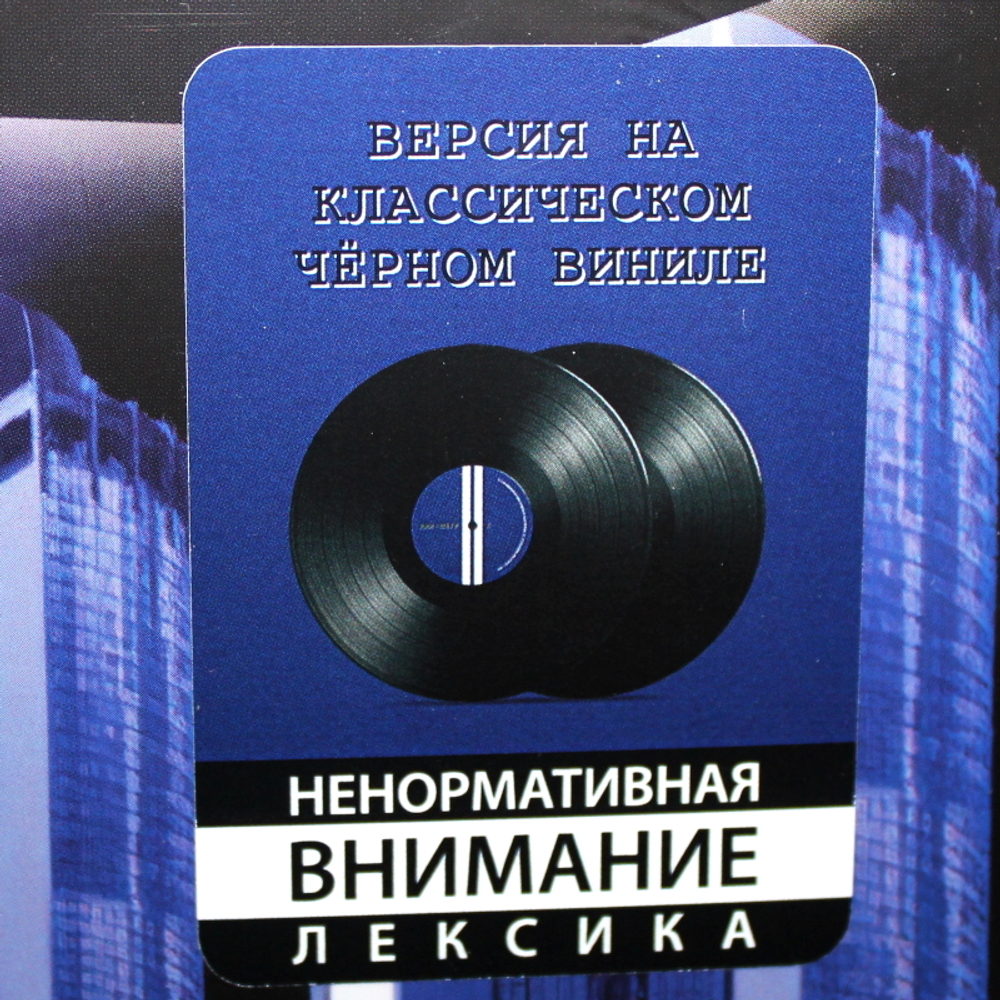 ВЕРСИЯ НА
КЛАССИЧЕСКОМ
ЧЁРНОМ ВИНИЛЕ
НЕНОРМАТИВНАЯ
ВНИМАНИЕ
ЛЕКСИКА